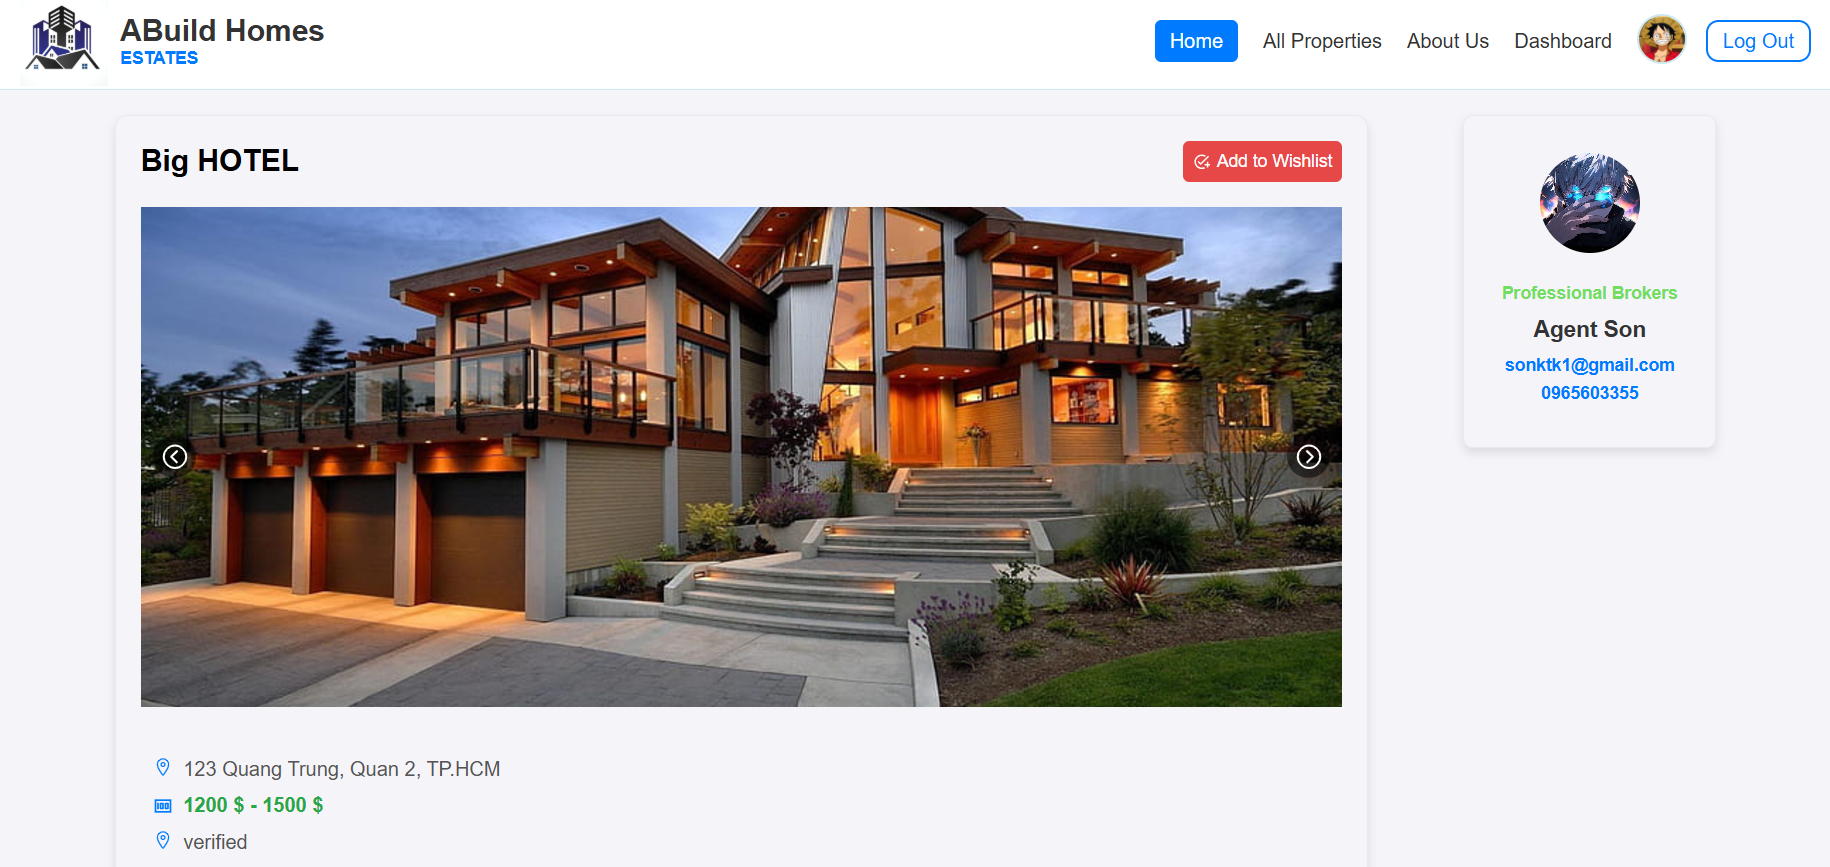 ABuild Homes
ESTATES
Home
All Properties
About Us
Dashboard
Log Out
Big HOTEL
Add to Wishlist
123 Quang Trung, Quan 2, TP.HCM
1200 $ - 1500 $
verified
Professional Brokers
Agent Son
sonktk1@gmail.com
0965603355